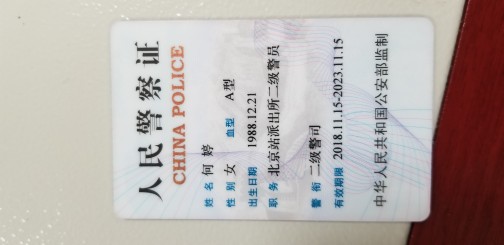 人民警察证
CHINA POLICE
姓名 何婷
性别 女 血型 A型
出生日期 1988.12.21
职务 北京站派出所二级警员
警衔 二级警司
有效期限 2018.11.15-2023.11.15
中华人民共和国公安部监制